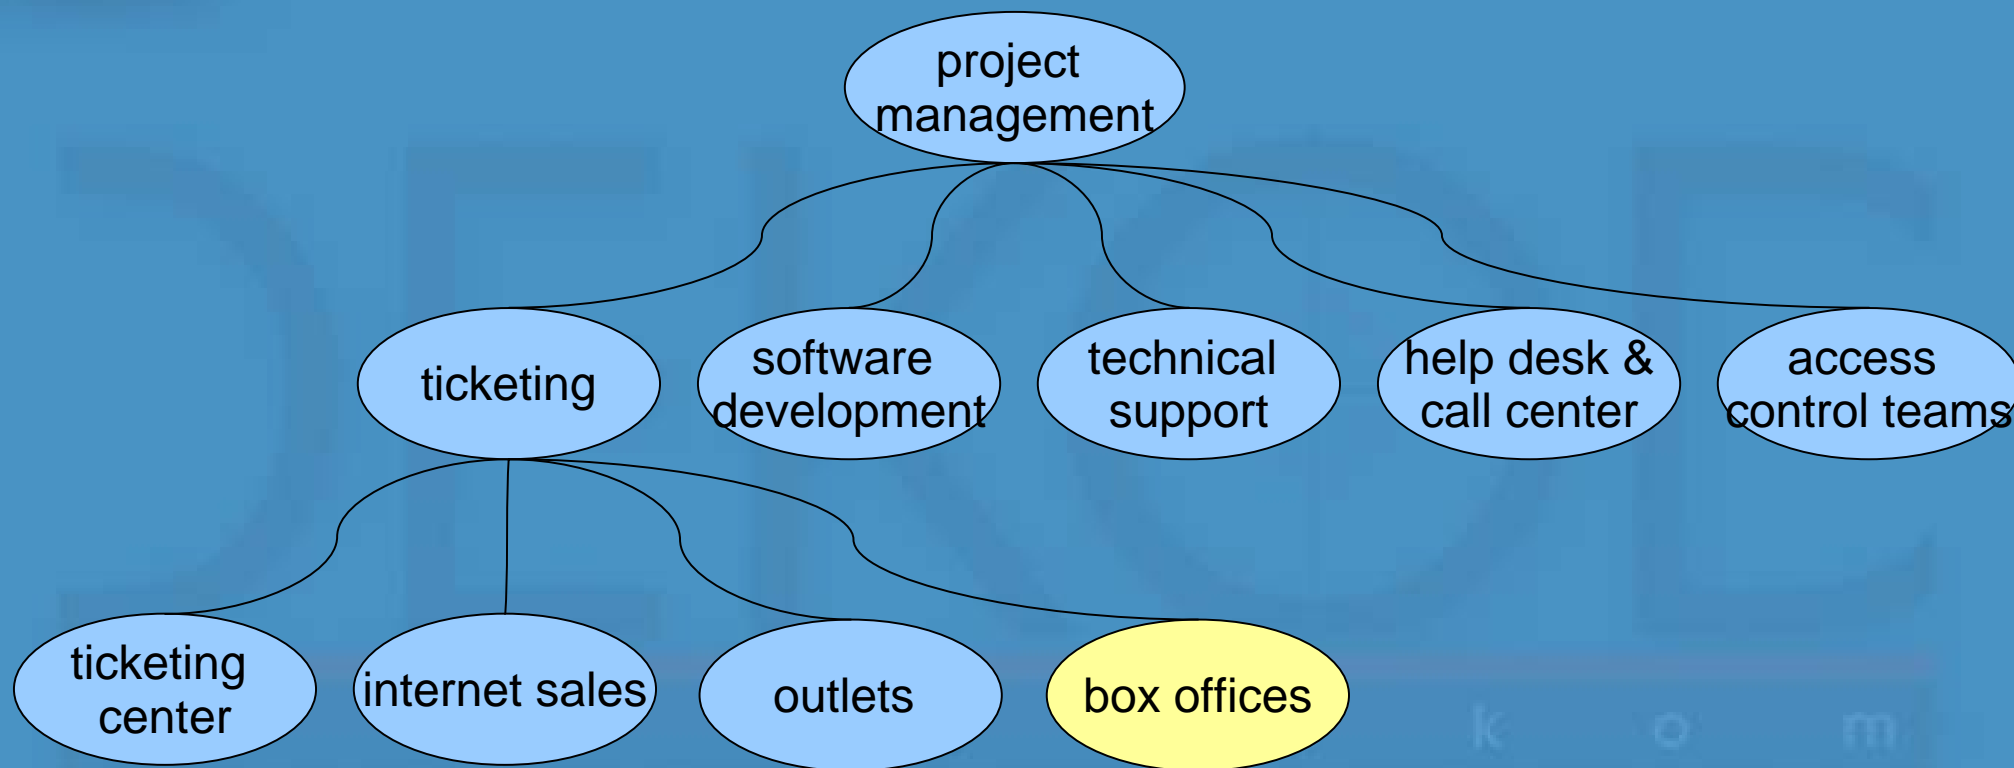 project
management
ticketing
software
development
technical
support
help desk &
call center
access
control teams
ticketing
center
internet sales
outlets
box offices
k o m